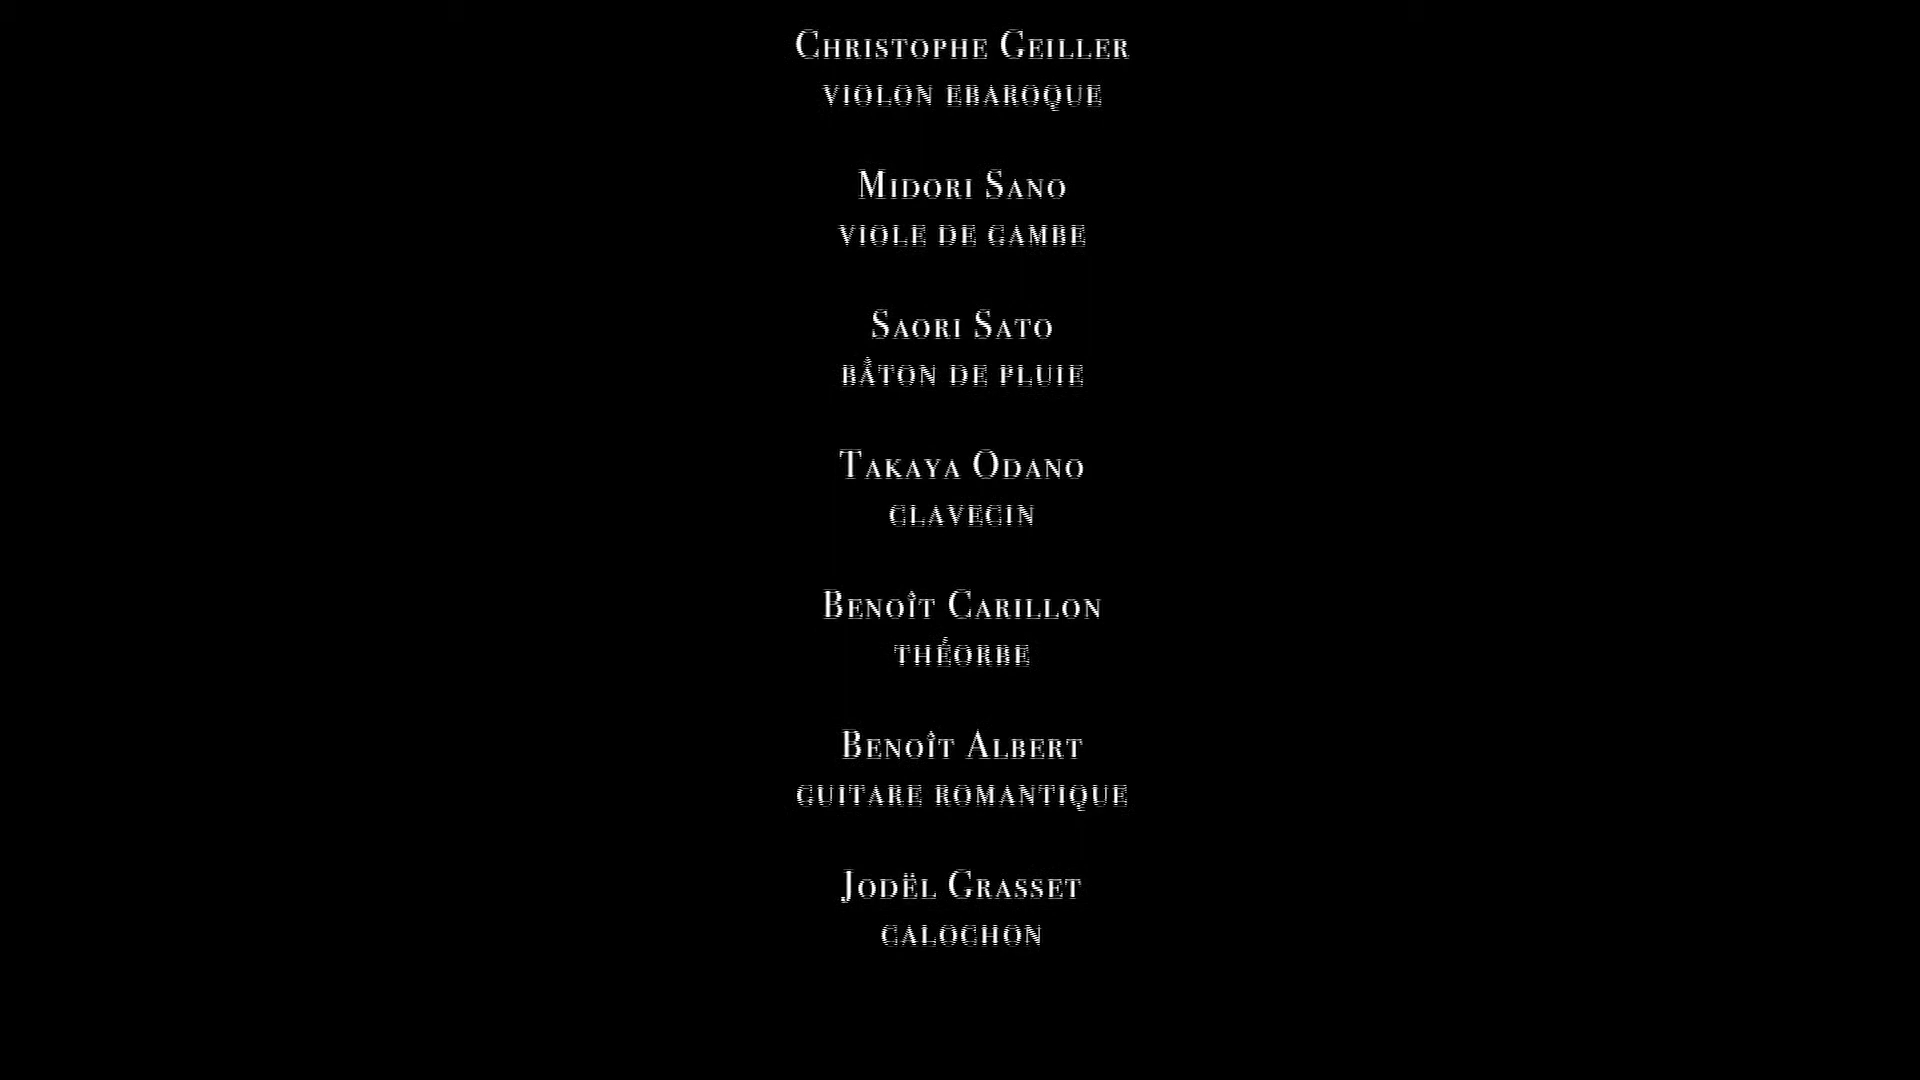 Christophe Geiller
violon ebaroque
Midori Sano
viole de gambe
Saori Sato
bâton de pluie
Takaya Odano
clavecin
Benoît Carillon
théorbe
Benoît Albert
guitare romantique
Jodël Grasset
calochon